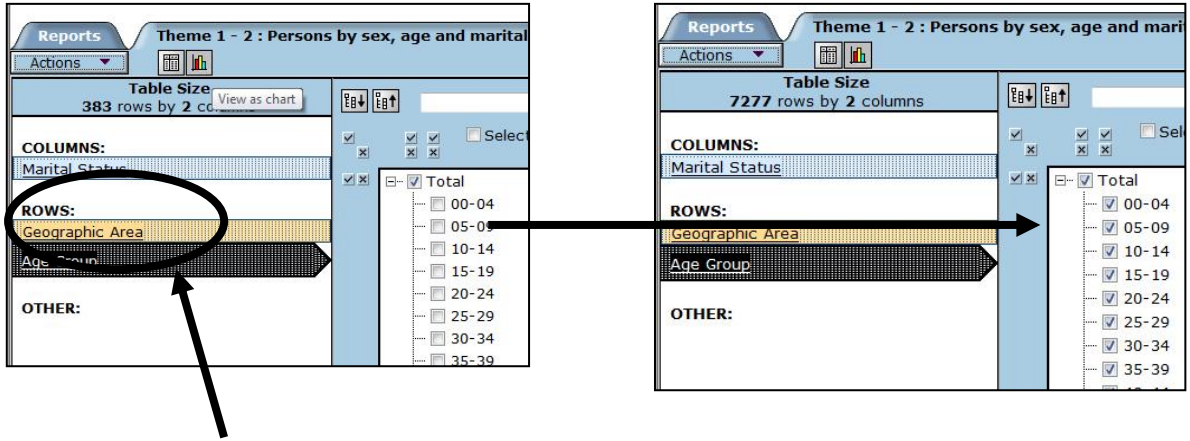 Reports
Theme 1 - 2 : Persons by sex, age and marital
Actions
Table Size
383 rows by 2
View as chart
Select
COLUMNS:
Marital Status
Total
00-04
ROWS:
05-09
Geographic Area
10-14
Age Group
15-19
20-24
OTHER:
25-29
30-34
35-39
Reports
Theme 1 - 2 : Persons by sex, age and mari
Actions
Table Size
7277 rows by 2 columns
Sel
COLUMNS:
Marital Status
Total
00-04
ROWS:
05-09
Geographic Area
10-14
Age Group
15-19
20-24
OTHER:
25-29
30-34
35-39